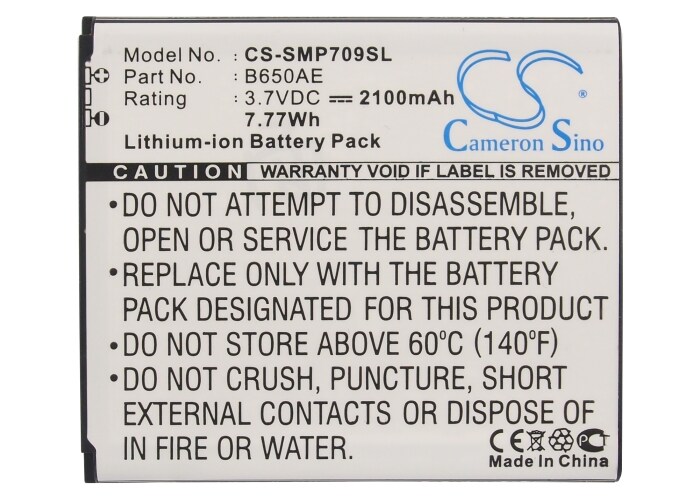 Model No.: CS-SMP709SL
Part No.: B650AE
Rating : 3.7VDC ⎓ 2100mAh
7.77Wh
Lithium-ion Battery Pack
CS
®
Cameron Sino
CAUTION WARRANTY VOID IF LABEL IS REMOVED
•DO NOT ATTEMPT TO DISASSEMBLE,
OPEN OR SERVICE THE BATTERY PACK.
•REPLACE ONLY WITH THE BATTERY
PACK DESIGNATED FOR THIS PRODUCT
•DO NOT STORE ABOVE 60°C (140°F)
•DO NOT CRUSH, PUNCTURE, SHORT
EXTERNAL CONTACTS OR DISPOSE OF
IN FIRE OR WATER.
CE PCT
Made In China